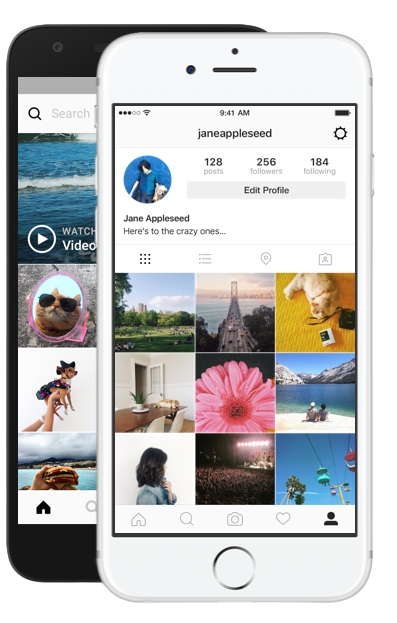 Search
WATCH
Video
9:41 AM
janeappleseed
128
posts
256
followers
184
following
Edit Profile
Jane Appleseed
Here's to the crazy ones...